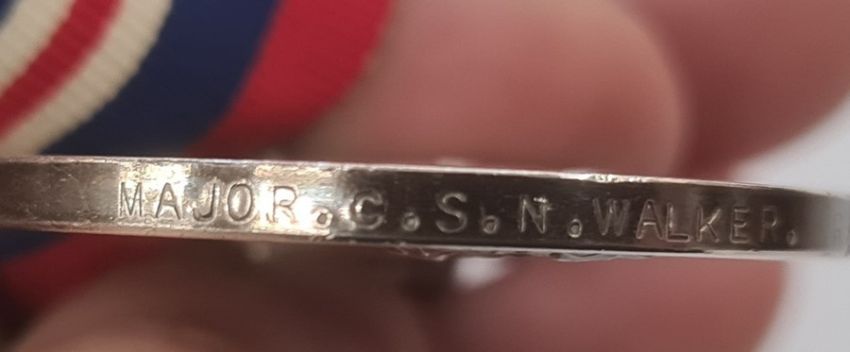 MAJOR. C. S. N. WALKER.